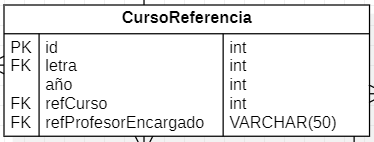 CursoReferencia
PK id int
FK letra int
año int
FK refCurso int
FK refProfesorEncargado VARCHAR(50)